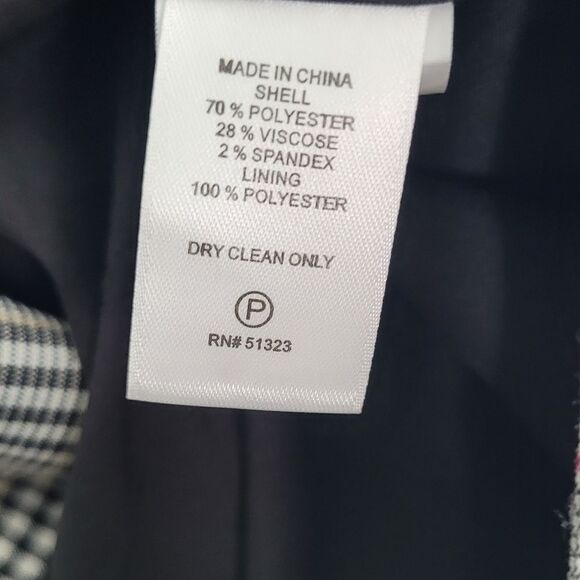 MADE IN CHINA
SHELL
70 % POLYESTER
28 % VISCOSE
2 % SPANDEX
LINING
100 % POLYESTER
DRY CLEAN ONLY
P
RN# 51323